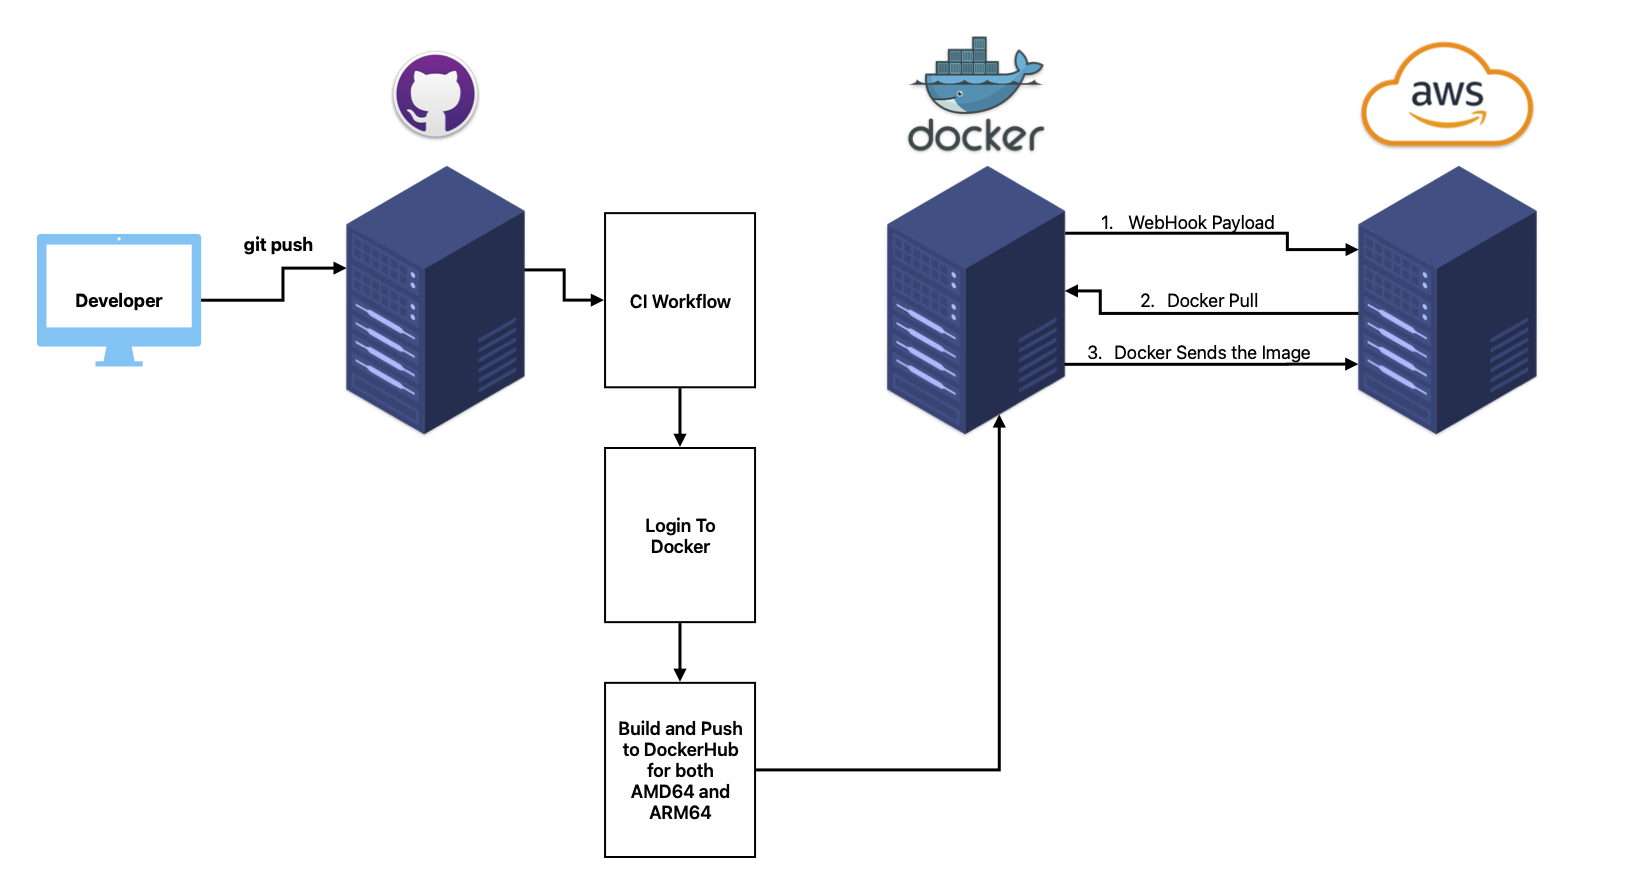 docker
aws
git push
Developer
CI Workflow
1. WebHook Payload
2. Docker Pull
3. Docker Sends the Image
Login To
Docker
Build and Push
to DockerHub
for both
AMD64 and
ARM64